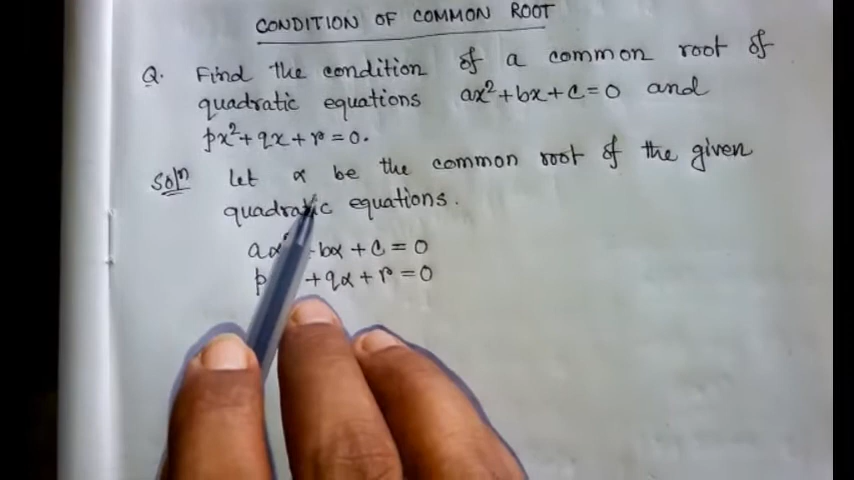 CONDITION OF COMMON ROOT
Q. Find the condition of a common root of
quadratic equations ax²+bx+c=0 and
px²+qx+r=0.
Solⁿ Let α be the common root of the given
quadratic equations.
aα² +bα+c=0
p +qα+r=0